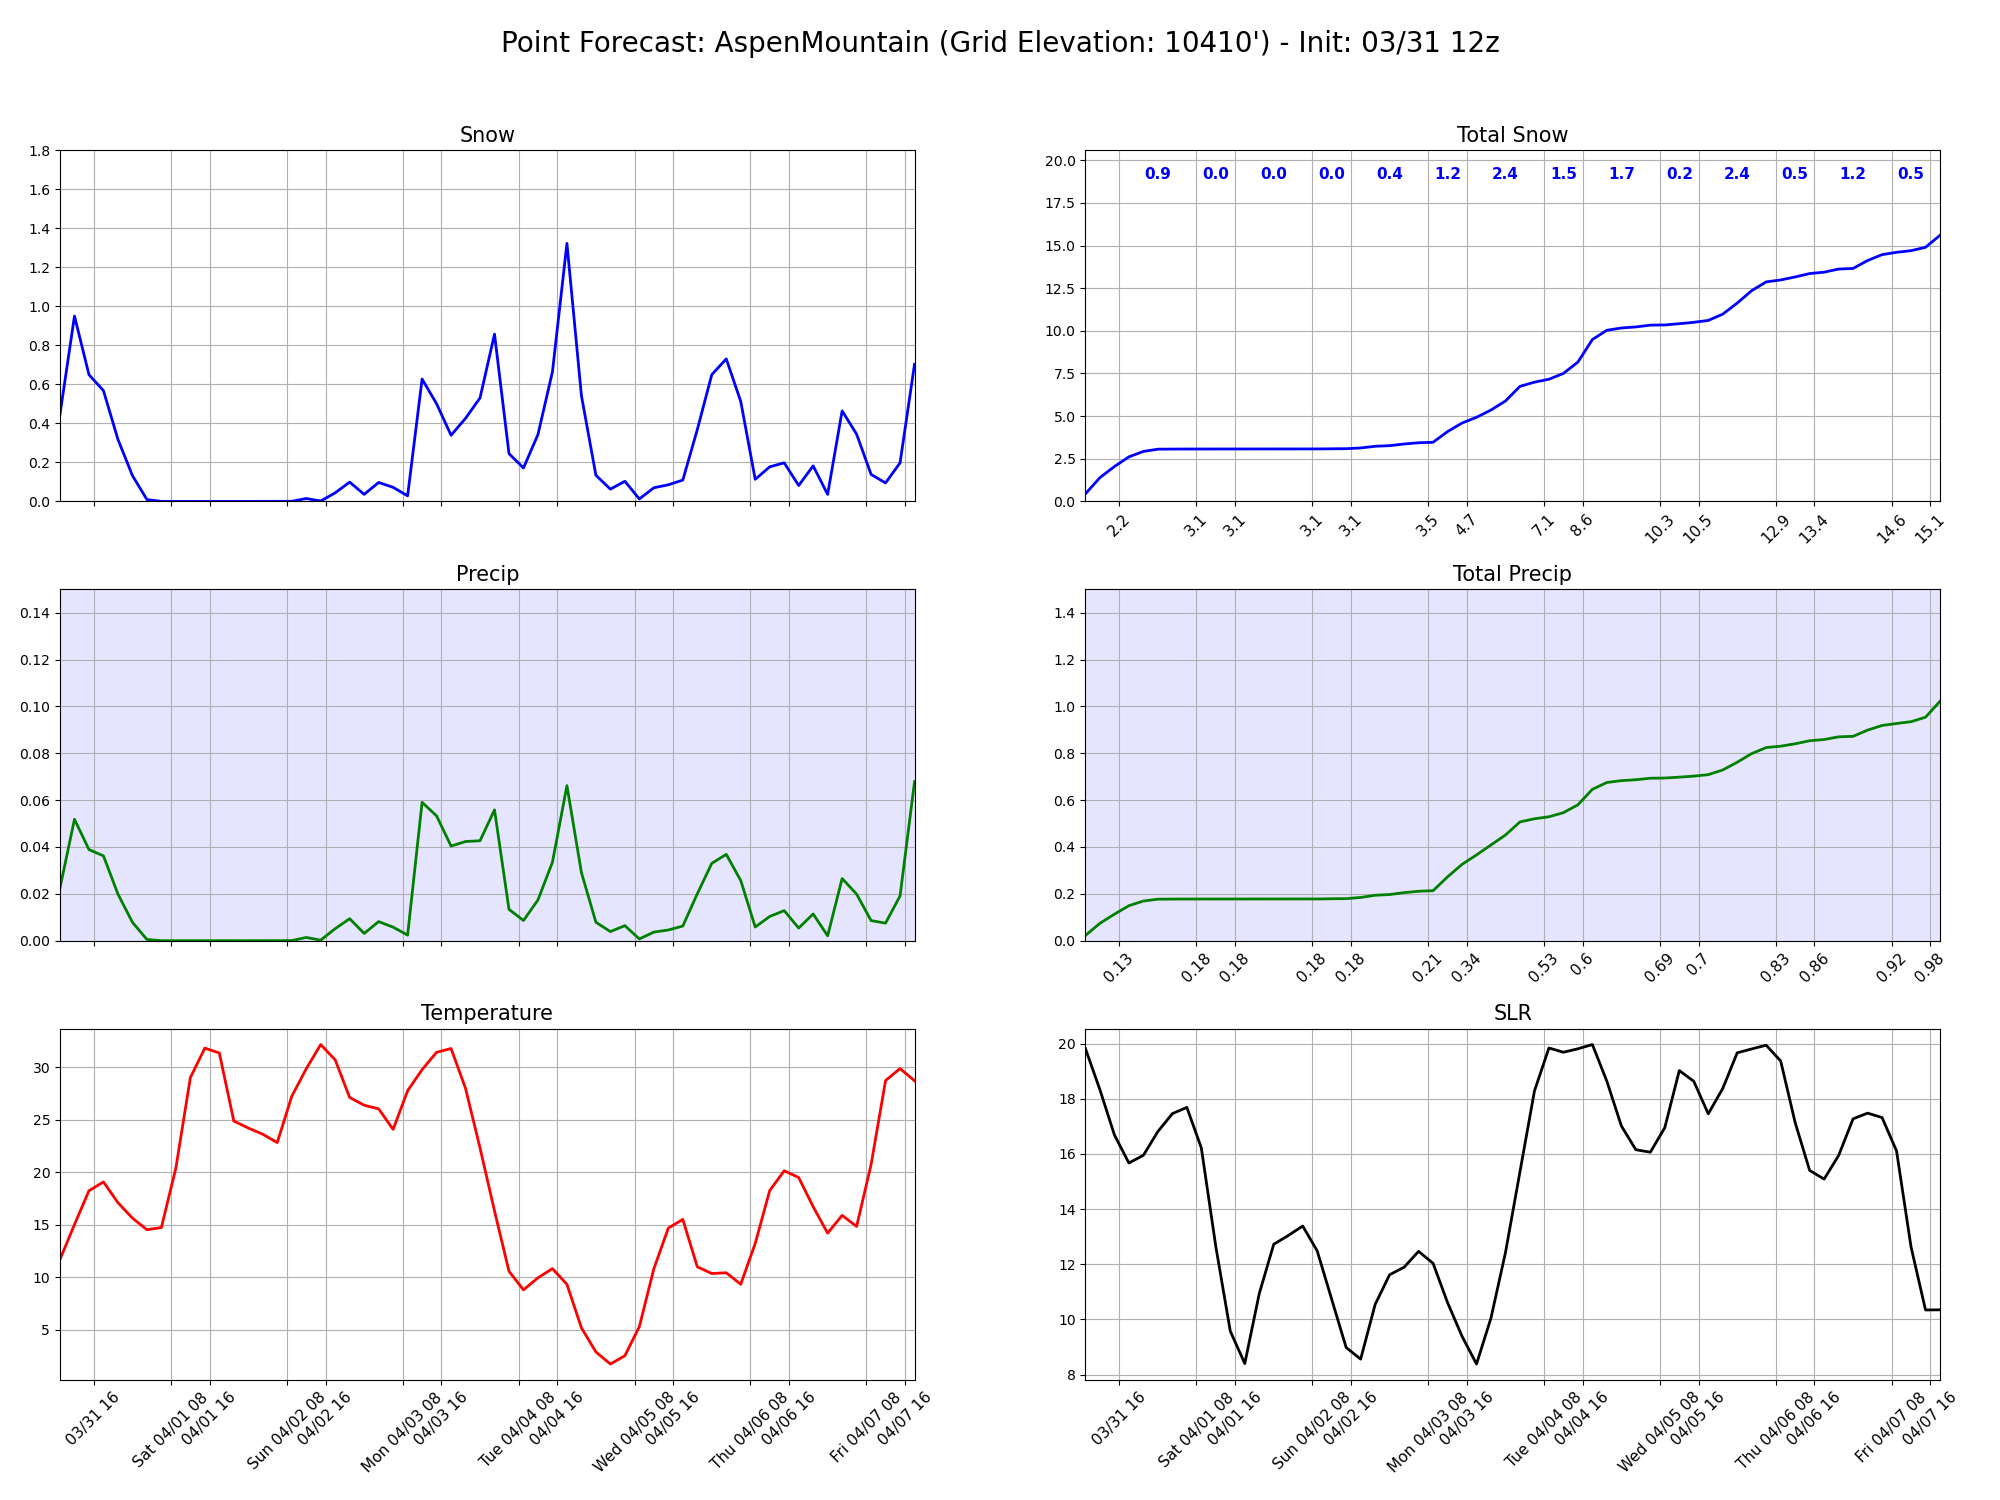 Point Forecast: AspenMountain (Grid Elevation: 10410') - Init: 03/31 12z
Snow
1.8
1.6
1.4
1.2
1.0
0.8
0.6
0.4
0.2
0.0
Total Snow
20.0
17.5
15.0
12.5
10.0
7.5
5.0
2.5
0.0
0.9 0.0 0.0 0.0 0.4 1.2 2.4 1.5 1.7 0.2 2.4 0.5 1.2 0.5
2.2 3.1 3.1 3.1 3.1 3.5 4.7 7.1 8.6 10.3 10.5 12.9 13.4 14.6 15.1
Precip
0.14
0.12
0.10
0.08
0.06
0.04
0.02
0.00
Total Precip
1.4
1.2
1.0
0.8
0.6
0.4
0.2
0.0
0.13 0.18 0.18 0.18 0.18 0.21 0.34 0.53 0.6 0.69 0.7 0.83 0.86 0.92 0.98
Temperature
30
25
20
15
10
5
03/31 16
Sat 04/01 08
04/01 16
Sun 04/02 08
04/02 16
Mon 04/03 08
04/03 16
Tue 04/04 08
04/04 16
Wed 04/05 08
04/05 16
Thu 04/06 08
04/06 16
Fri 04/07 08
04/07 16
SLR
20
18
16
14
12
10
8
03/31 16
Sat 04/01 08
04/01 16
Sun 04/02 08
04/02 16
Mon 04/03 08
04/03 16
Tue 04/04 08
04/04 16
Wed 04/05 08
04/05 16
Thu 04/06 08
04/06 16
Fri 04/07 08
04/07 16